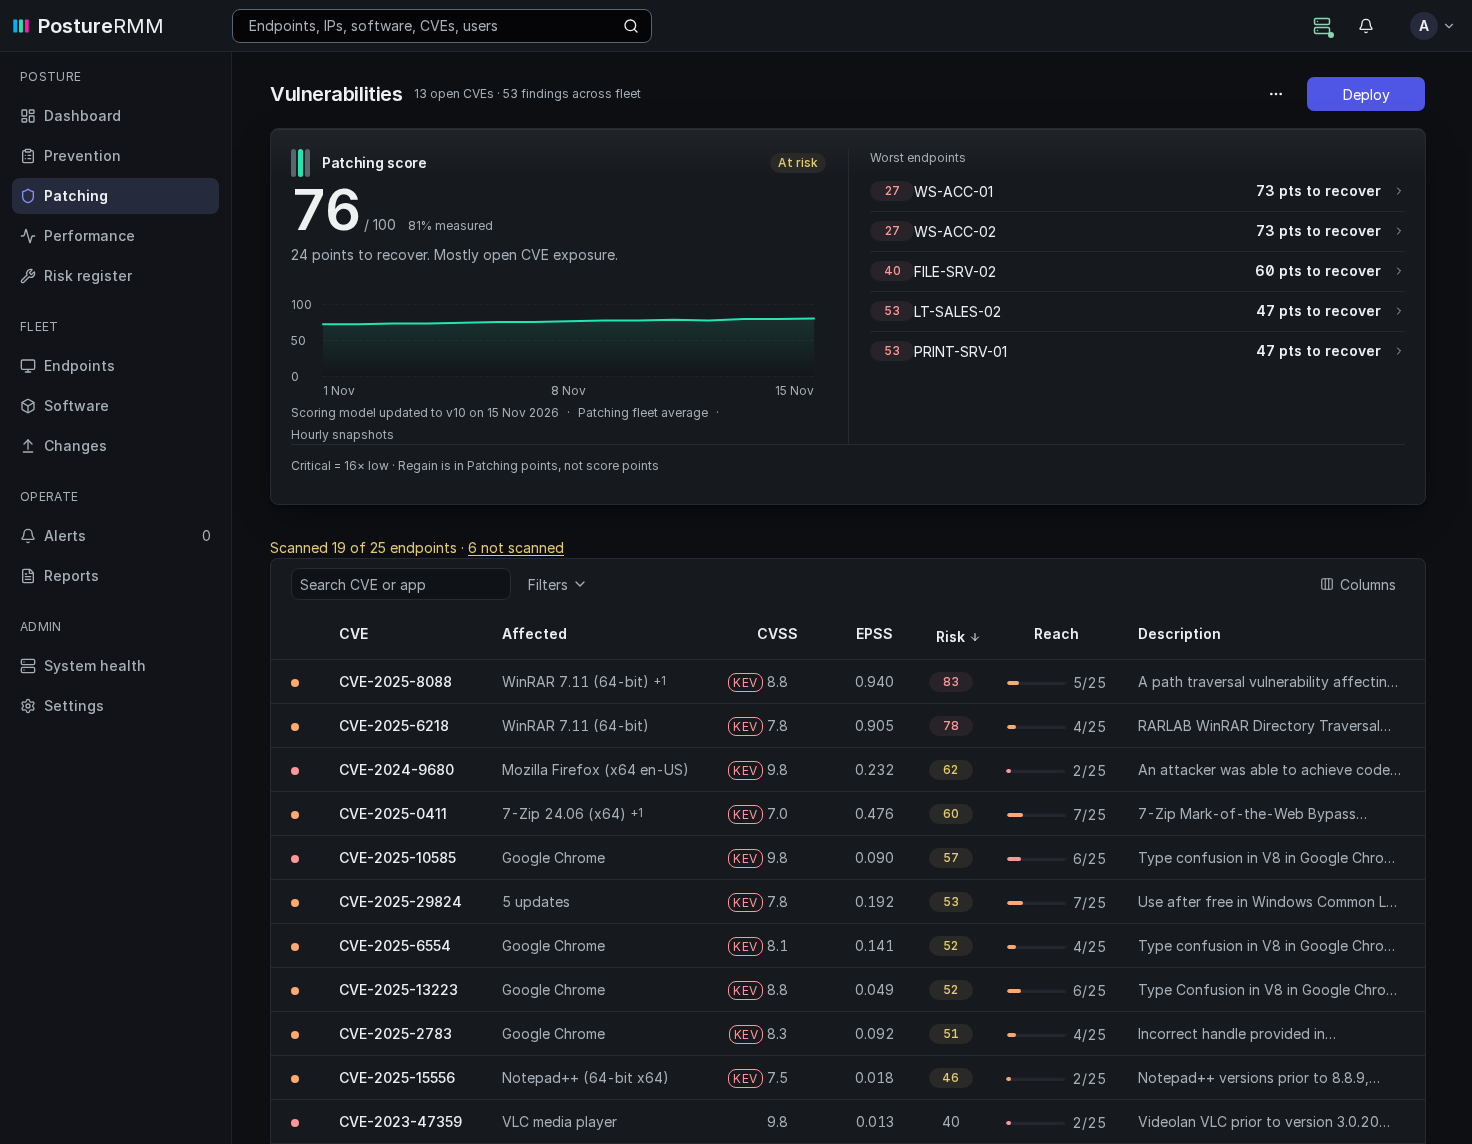 PostureRMM
Endpoints, IPs, software, CVEs, users
A
POSTURE
Dashboard
Prevention
Patching
Performance
Risk register
FLEET
Endpoints
Software
Changes
OPERATE
Alerts 0
Reports
ADMIN
System health
Settings
Vulnerabilities 13 open CVEs · 53 findings across fleet
Deploy
Patching score At risk
76 / 100 81% measured
24 points to recover. Mostly open CVE exposure.
100
50
0
1 Nov 8 Nov 15 Nov
Scoring model updated to v10 on 15 Nov 2026 · Patching fleet average ·
Hourly snapshots
Worst endpoints
27 WS-ACC-01 73 pts to recover
27 WS-ACC-02 73 pts to recover
40 FILE-SRV-02 60 pts to recover
53 LT-SALES-02 47 pts to recover
53 PRINT-SRV-01 47 pts to recover
Critical = 16× low · Regain is in Patching points, not score points
Scanned 19 of 25 endpoints · 6 not scanned
Search CVE or app Filters Columns
CVE Affected CVSS EPSS Risk ↓ Reach Description
CVE-2025-8088 WinRAR 7.11 (64-bit) +1 KEV 8.8 0.940 83 5/25 A path traversal vulnerability affectin…
CVE-2025-6218 WinRAR 7.11 (64-bit) KEV 7.8 0.905 78 4/25 RARLAB WinRAR Directory Traversal…
CVE-2024-9680 Mozilla Firefox (x64 en-US) KEV 9.8 0.232 62 2/25 An attacker was able to achieve code…
CVE-2025-0411 7-Zip 24.06 (x64) +1 KEV 7.0 0.476 60 7/25 7-Zip Mark-of-the-Web Bypass…
CVE-2025-10585 Google Chrome KEV 9.8 0.090 57 6/25 Type confusion in V8 in Google Chro…
CVE-2025-29824 5 updates KEV 7.8 0.192 53 7/25 Use after free in Windows Common L…
CVE-2025-6554 Google Chrome KEV 8.1 0.141 52 4/25 Type confusion in V8 in Google Chro…
CVE-2025-13223 Google Chrome KEV 8.8 0.049 52 6/25 Type Confusion in V8 in Google Chro…
CVE-2025-2783 Google Chrome KEV 8.3 0.092 51 4/25 Incorrect handle provided in…
CVE-2025-15556 Notepad++ (64-bit x64) KEV 7.5 0.018 46 2/25 Notepad++ versions prior to 8.8.9,…
CVE-2023-47359 VLC media player 9.8 0.013 40 2/25 Videolan VLC prior to version 3.0.20…